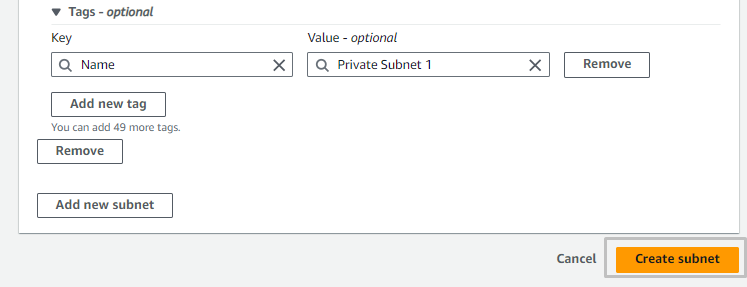 Tags - optional
Key Value - optional
Name Private Subnet 1 Remove
Add new tag
You can add 49 more tags.
Remove
Add new subnet
Cancel Create subnet